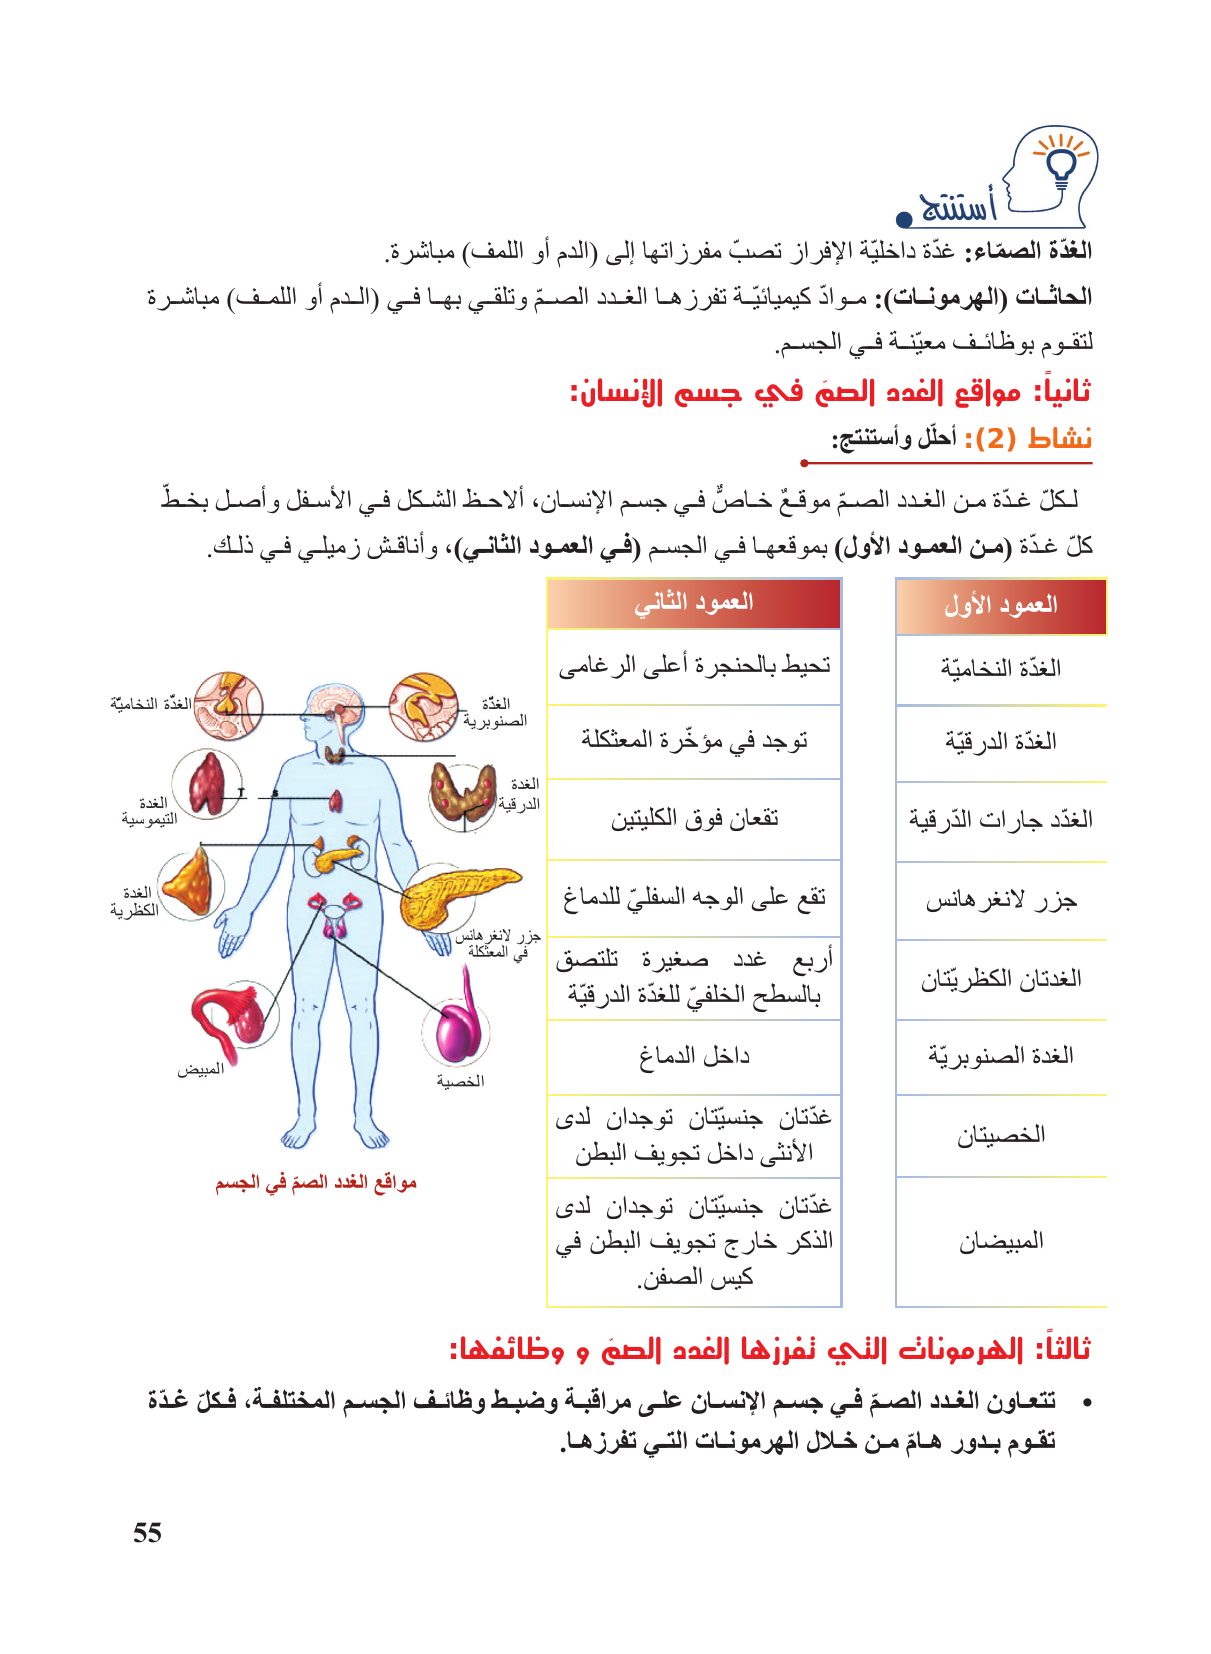 أستنتج
الغدّة الصمّاء: غدّة داخليّة الإفراز تصبّ مفرزاتها إلى (الدم أو اللمف) مباشرة.
الحاثات (الهرمونات): موادّ كيميائيّة تفرزها الغدد الصمّ وتلقي بها في (الدم أو اللمف) مباشرة
لتقوم بوظائف معيّنة في الجسم.
ثانياً: مواقع الغدد الصمّ في جسم الإنسان:
نشاط (2): أحلّل وأستنتج:
لكلّ غدّة من الغدد الصمّ موقعٌ خاصٌّ في جسم الإنسان، ألاحظ الشكل في الأسفل وأصل بخطّ
كلّ غدّة (من العمود الأول) بموقعها في الجسم (في العمود الثاني)، وأناقش زميلي في ذلك.
العمود الأول
الغدّة النخاميّة
الغدّة الدرقيّة
الغدّد جارات الدّرقية
جزر لانغرهانس
الغدتان الكظريّتان
الغدة الصنوبريّة
الخصيتان
المبيضان
العمود الثاني
تحيط بالحنجرة أعلى الرغامى
توجد في مؤخّرة المعثكلة
تقعان فوق الكليتين
تقع على الوجه السفليّ للدماغ
أربع غدد صغيرة تلتصق
بالسطح الخلفيّ للغدّة الدرقيّة
داخل الدماغ
غدّتان جنسيّتان توجدان لدى
الأنثى داخل تجويف البطن
غدّتان جنسيّتان توجدان لدى
الذكر خارج تجويف البطن في
كيس الصفن.
الغدّة
الصنوبرية
الغدّة النخاميّة
الغدة
الدرقية
الغدة
التيموسية
T s
الغدة
الكظرية
جزر لانغرهانس
في المعثكلة
المبيض
الخصية
مواقع الغدد الصمّ في الجسم
ثالثاً: الهرمونات التي تفرزها الغدد الصمّ و وظائفها:
• تتعاون الغدد الصمّ في جسم الإنسان على مراقبة وضبط وظائف الجسم المختلفة، فكلّ غدّة
تقوم بدور هامّ من خلال الهرمونات التي تفرزها.
55